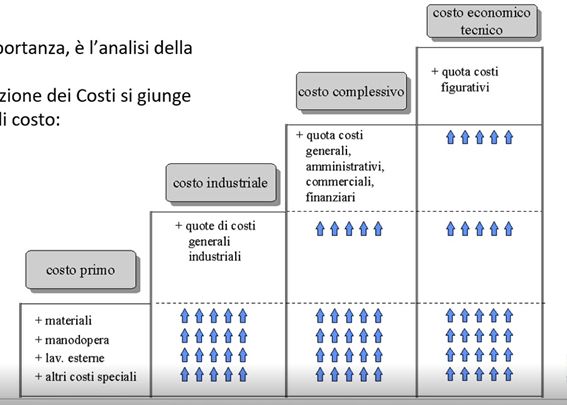 portanza, è l'analisi della
zione dei Costi si giunge
li costo:
costo economico
tecnico
+ quota costi
figurativi
costo complessivo
+ quota costi
generali,
amministrativi,
commerciali,
finanziari
costo industriale
+ quote di costi
generali
industriali
costo primo
+ materiali
+ manodopera
+ lav. esterne
+ altri costi speciali